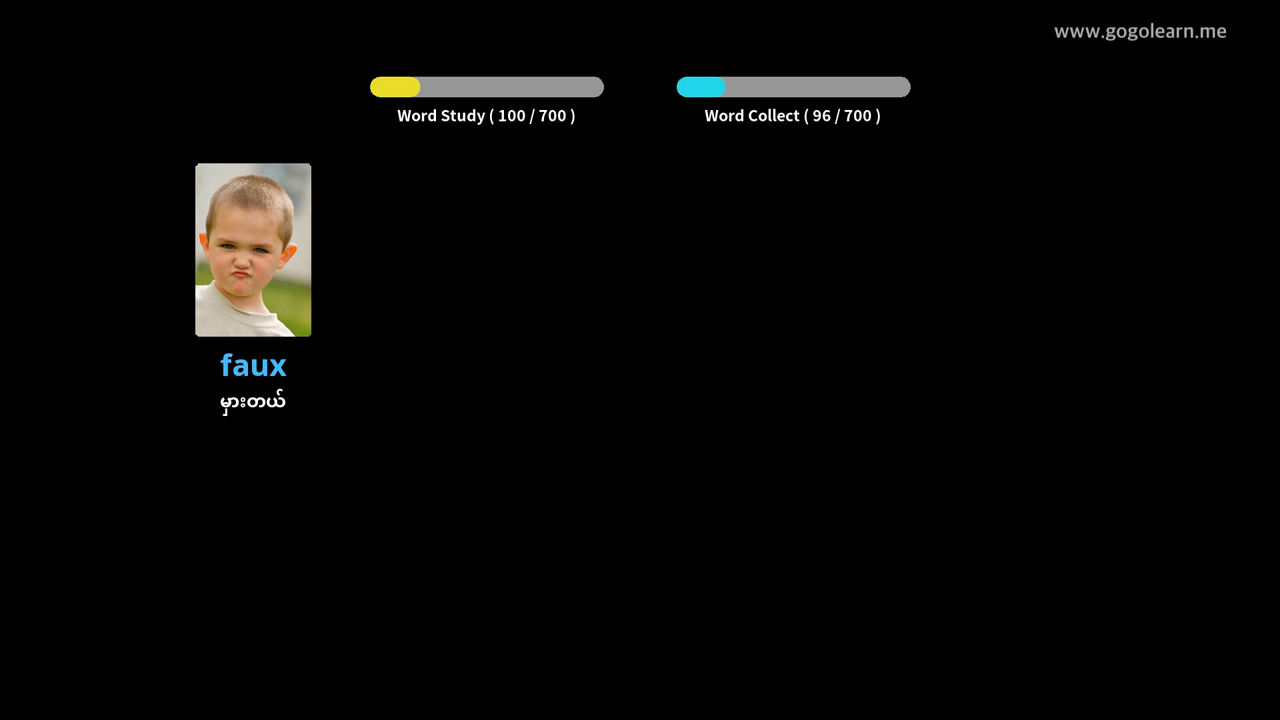 www.gogolearn.me
Word Study ( 100 / 700 )
Word Collect ( 96 / 700 )
faux
မှားတယ်